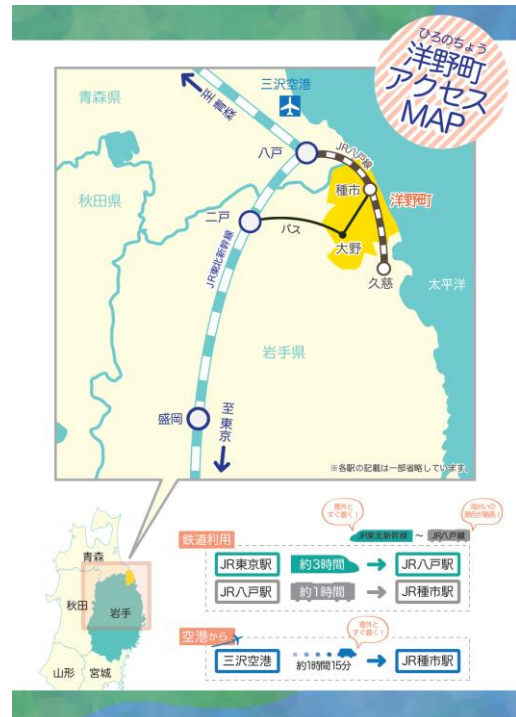 ひろのちょう
洋野町
アクセス
MAP
三沢空港
青森県
至青森
八戸
JR八戸線
種市
洋野町
秋田県
二戸
バス
大野
JR東北新幹線
久慈
太平洋
岩手県
盛岡
至東京
※各駅の記載は一部省略しています。
青森
秋田
岩手
山形
宮城
鉄道利用
意外と
すぐ着く!
JR東北新幹線 〜 JR八戸線
海沿いの
景色が最高!
JR東京駅 約3時間 JR八戸駅
JR八戸駅 約1時間 JR種市駅
空港から
意外と
すぐ着く!
三沢空港 約1時間15分 JR種市駅